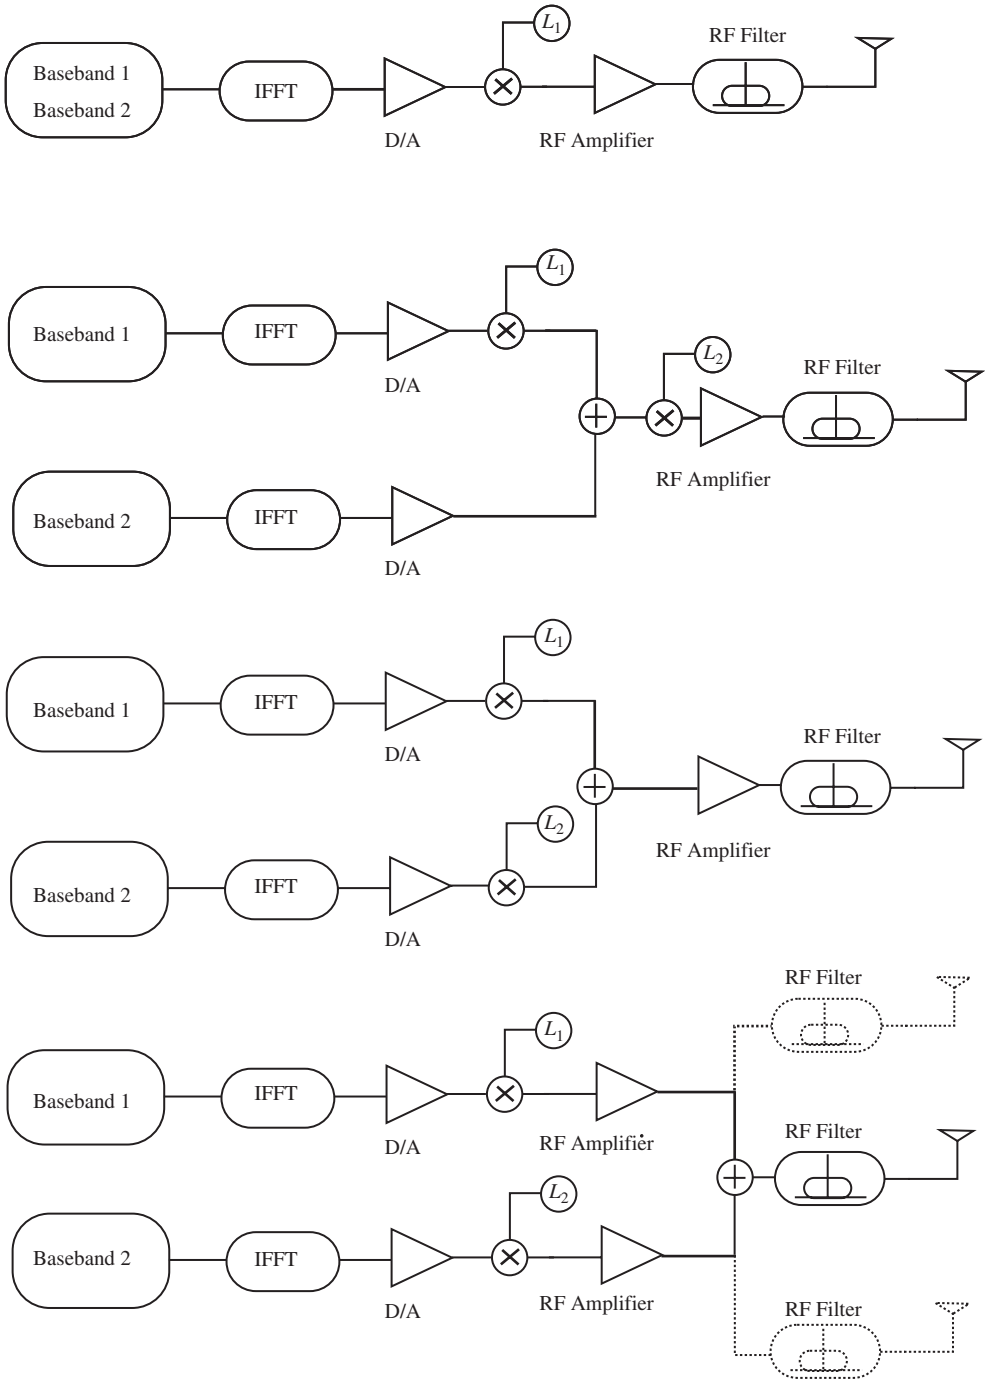 L1
RF Filter
Baseband 1
Baseband 2
IFFT
D/A
RF Amplifier
L1
Baseband 1
IFFT
D/A
L2
RF Filter
RF Amplifier
Baseband 2
IFFT
D/A
L1
Baseband 1
IFFT
D/A
RF Filter
L2
RF Amplifier
Baseband 2
IFFT
D/A
RF Filter
L1
Baseband 1
IFFT
D/A
RF Amplifier
RF Filter
L2
Baseband 2
IFFT
D/A
RF Amplifier
RF Filter